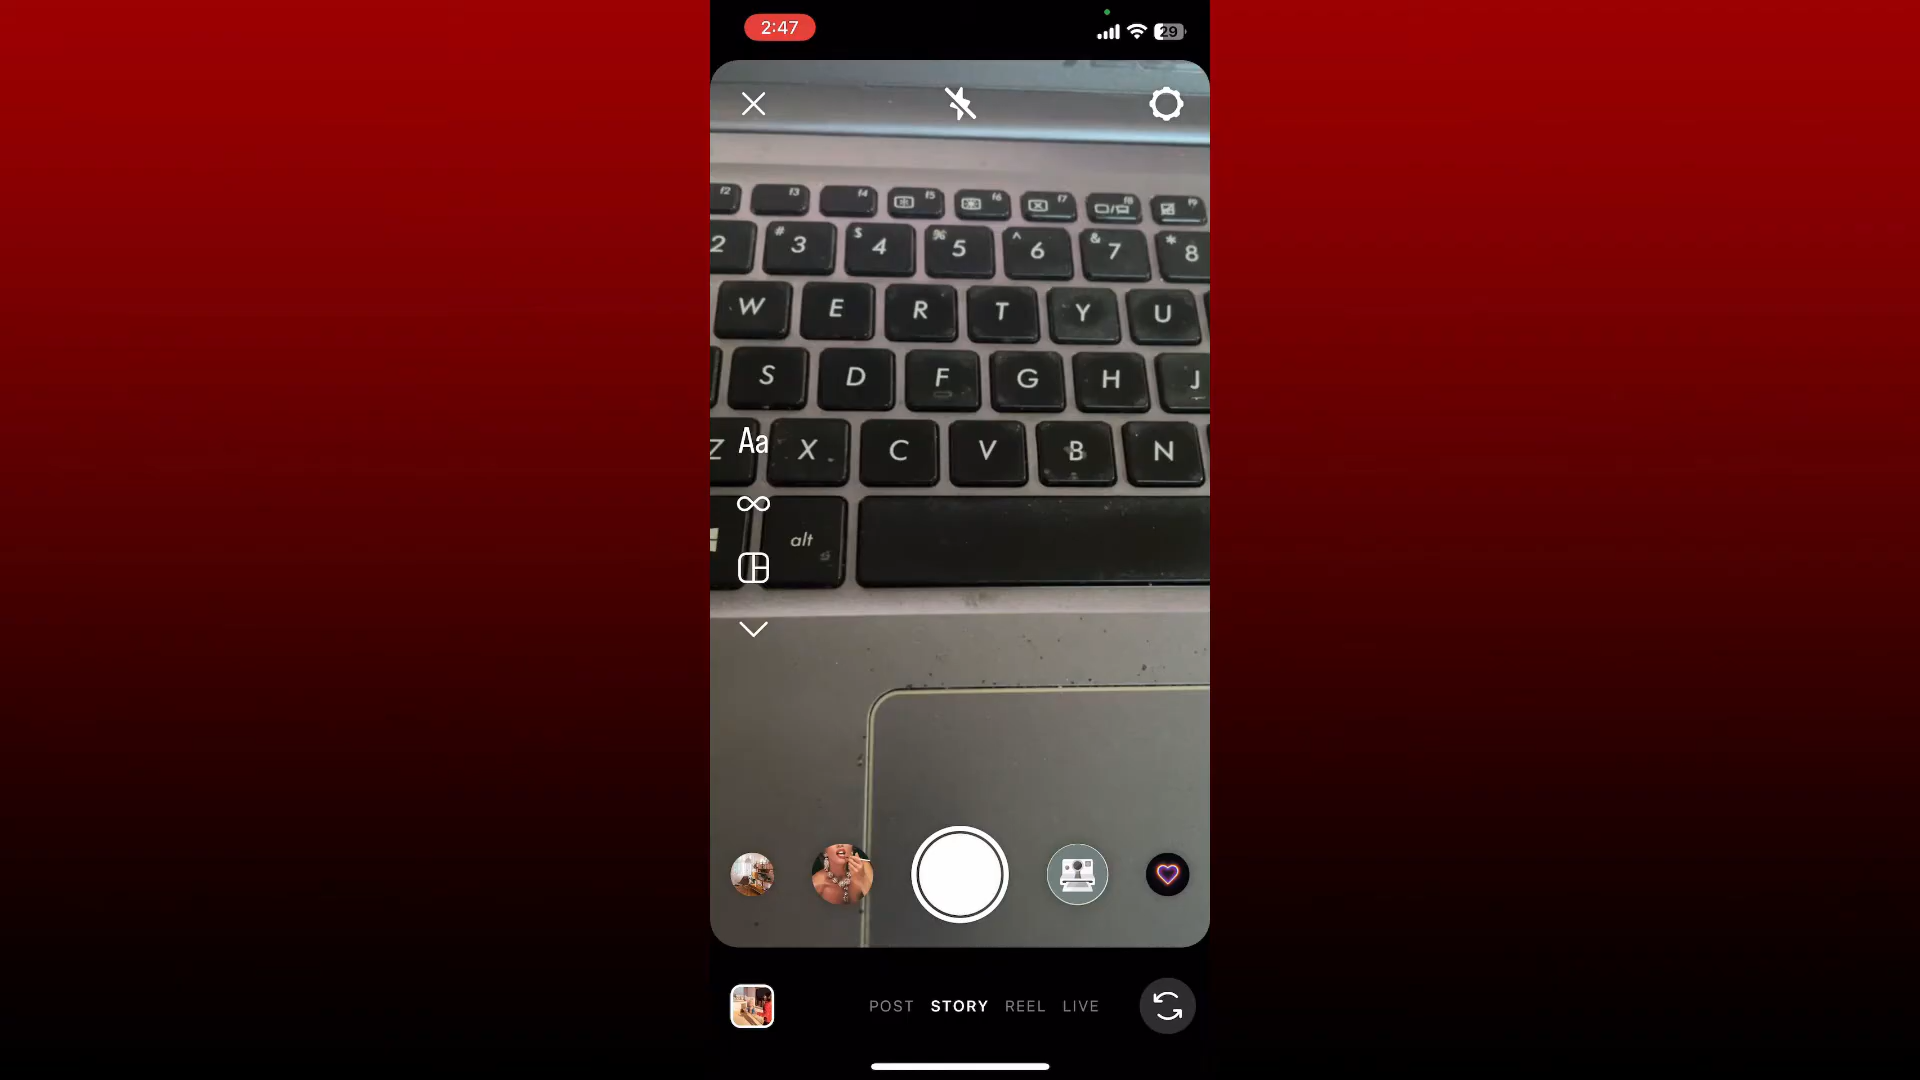 2:47
29
f2 f3 f4 f5 f6 f7 f8 f9
2 # 3 $ 4 % 5 ^ 6 & 7 * 8
W E R T Y U
S D F G H J
Z X C V B N
Aa
alt
POST STORY REEL LIVE